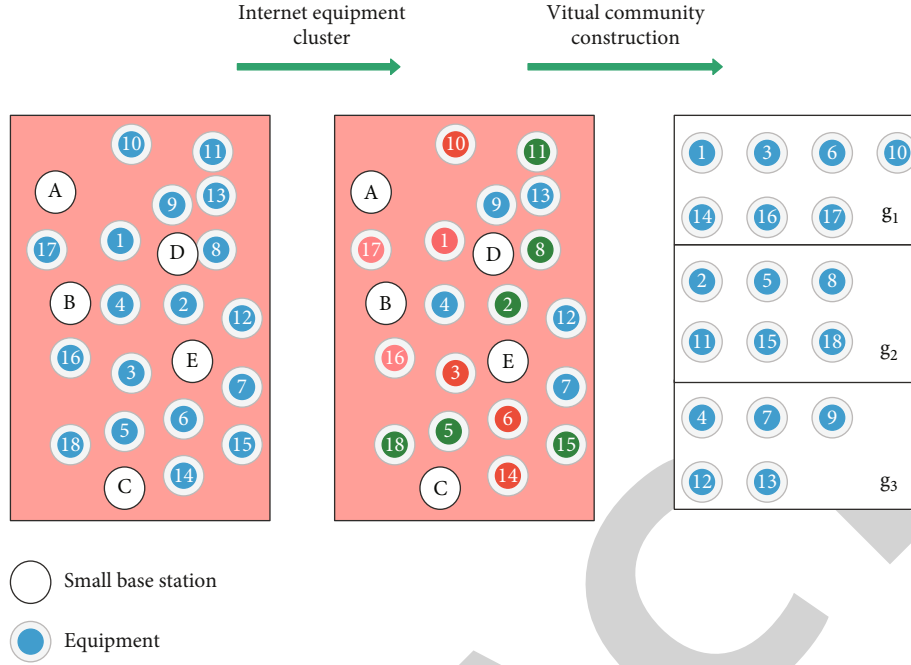 Internet equipment
cluster
Vitual community
construction
10
11
A
13
9
17
1
D
8
B
4
2
12
16
3
E
7
5
6
18
15
14
C
10
11
A
13
9
17
1
D
8
B
4
2
12
16
3
E
7
5
6
18
15
14
C
1 3 6 10
14 16 17 g1
2 5 8
11 15 18 g2
4 7 9
12 13 g3
Small base station
Equipment